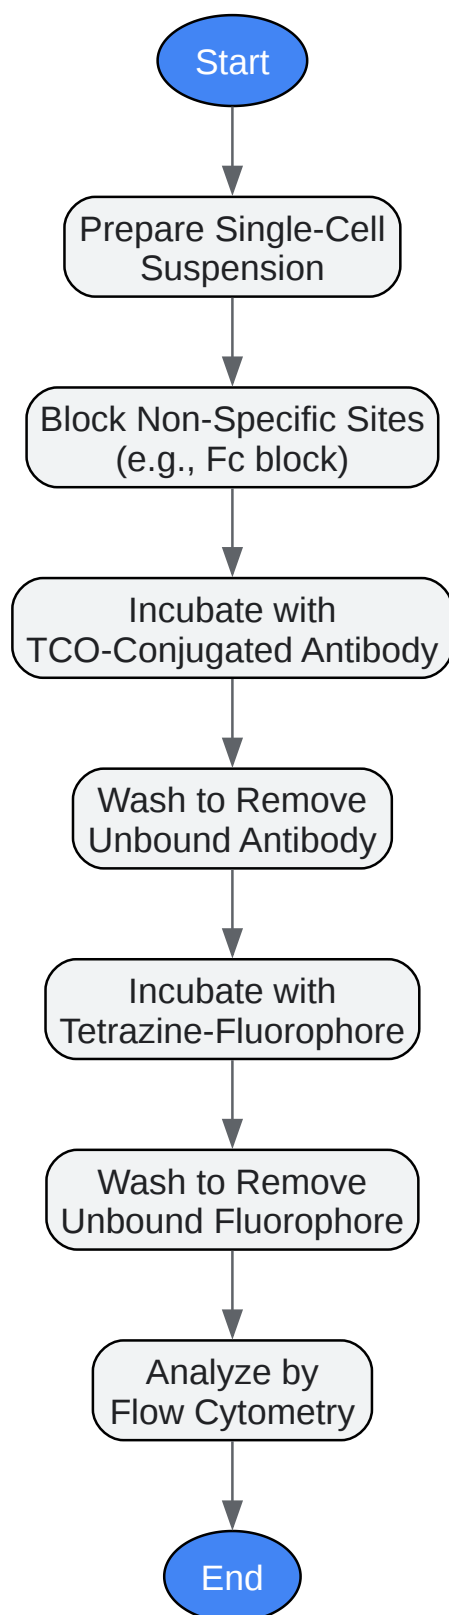 Start
Prepare Single-Cell
Suspension
Block Non-Specific Sites
(e.g., Fc block)
Incubate with
TCO-Conjugated Antibody
Wash to Remove
Unbound Antibody
Incubate with
Tetrazine-Fluorophore
Wash to Remove
Unbound Fluorophore
Analyze by
Flow Cytometry
End